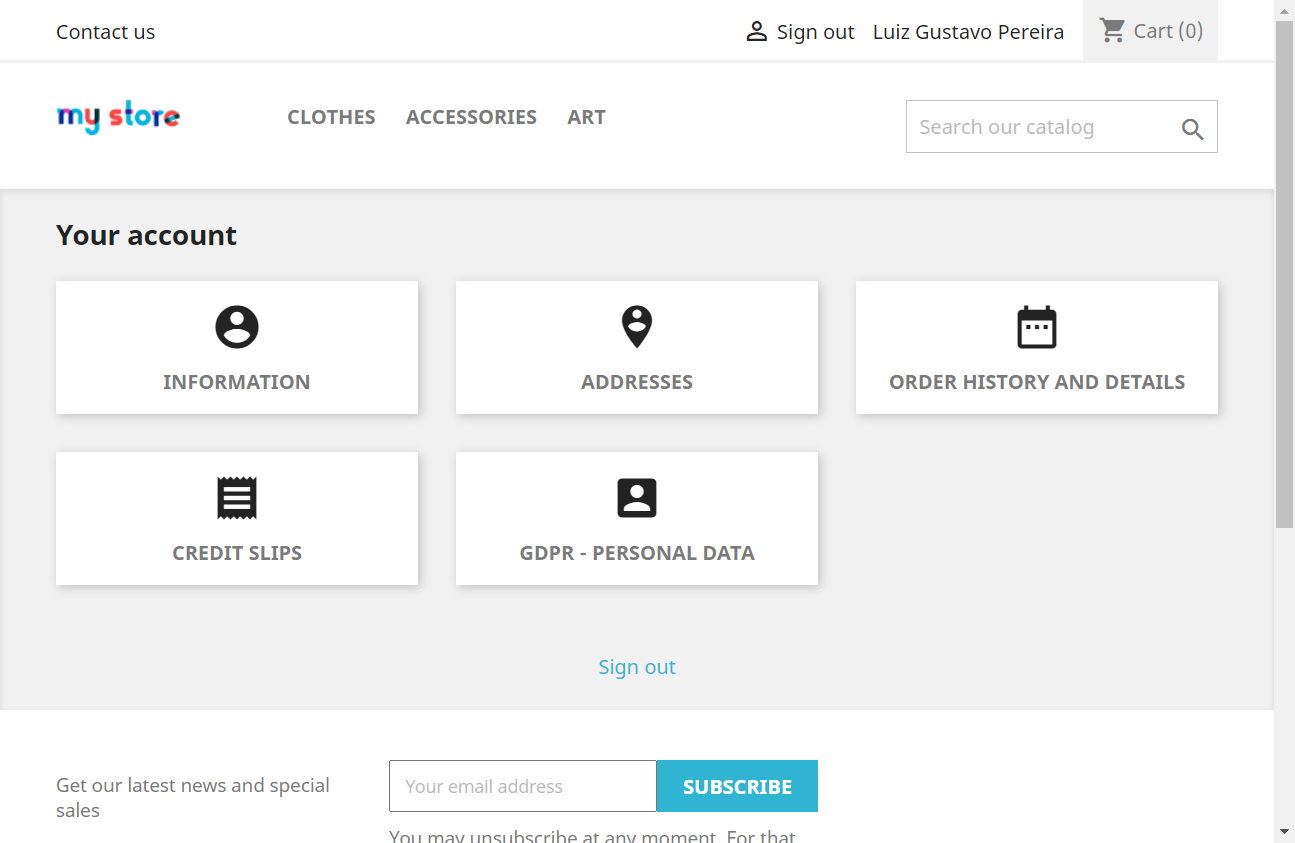 Contact us
Sign out
Luiz Gustavo Pereira
Cart (0)
my store
CLOTHES
ACCESSORIES
ART
Search our catalog
Your account
INFORMATION
ADDRESSES
ORDER HISTORY AND DETAILS
CREDIT SLIPS
GDPR - PERSONAL DATA
Sign out
Get our latest news and special
sales
Your email address
SUBSCRIBE
You may unsubscribe at any moment. For that